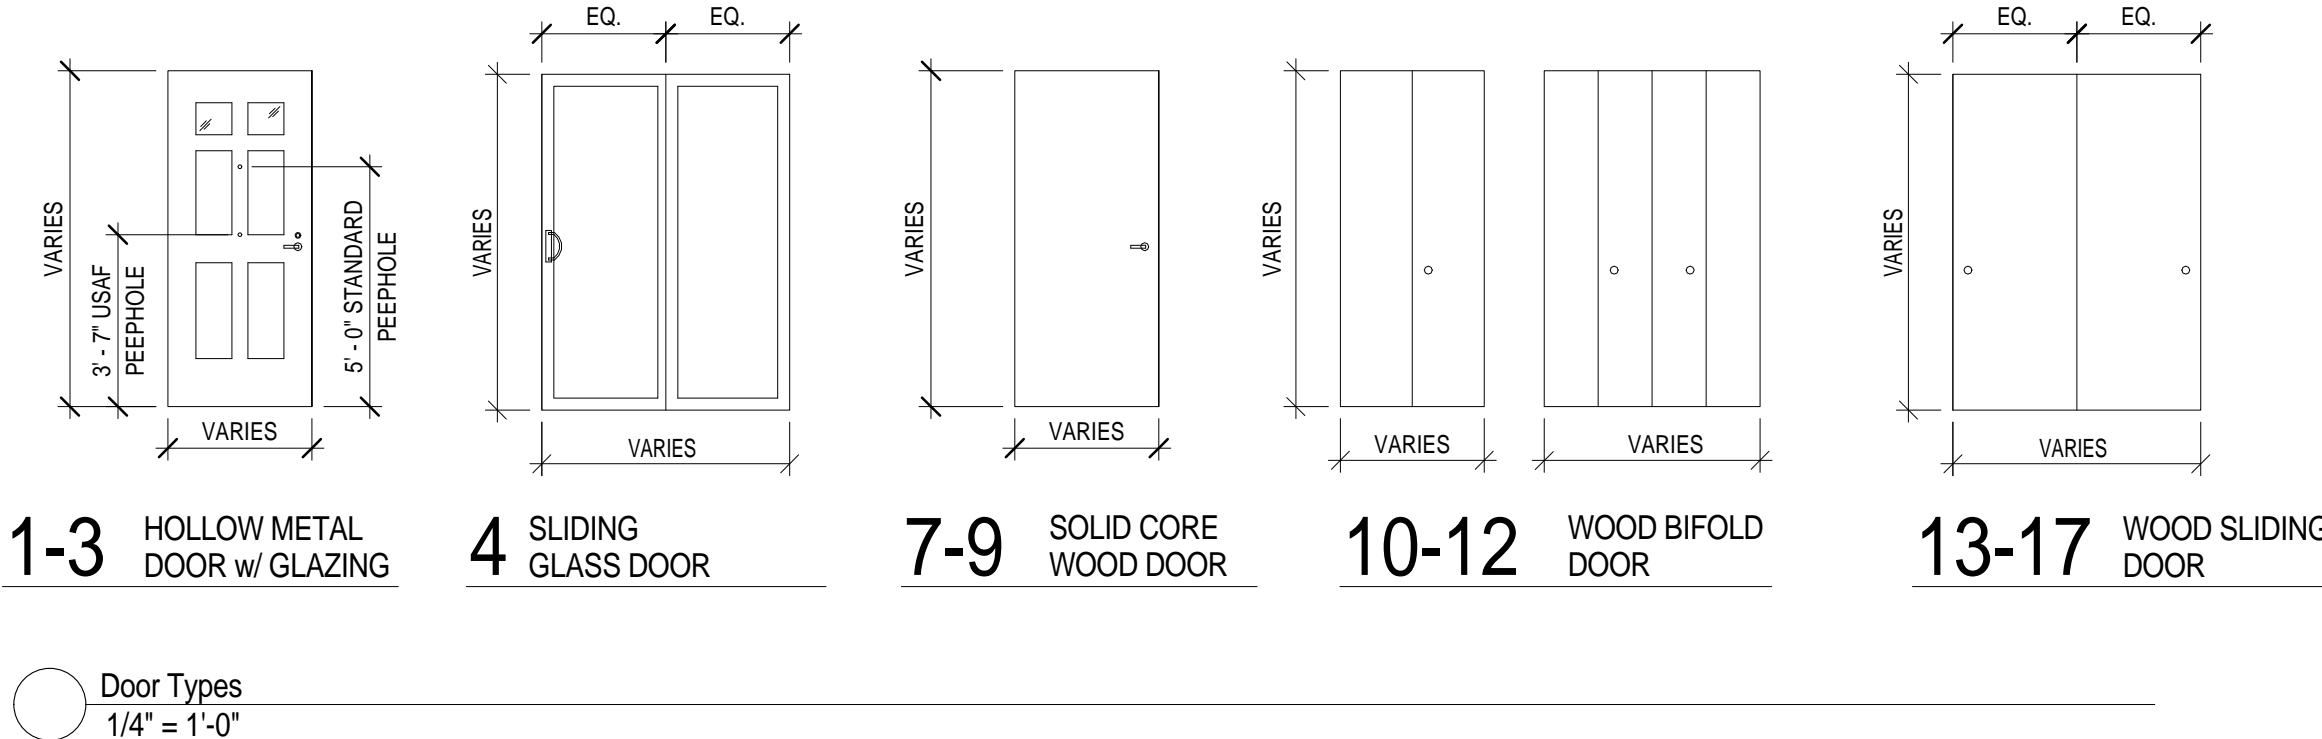 EQ. EQ.
VARIES
3' - 7" USAF
PEEPHOLE
5' - 0" STANDARD
PEEPHOLE
VARIES
VARIES
VARIES
VARIES
VARIES
VARIES
VARIES
VARIES
EQ. EQ.
VARIES
VARIES
1-3 HOLLOW METAL
DOOR w/ GLAZING
4 SLIDING
GLASS DOOR
7-9 SOLID CORE
WOOD DOOR
10-12 WOOD BIFOLD
DOOR
13-17 WOOD SLIDING
DOOR
Door Types
1/4" = 1'-0"